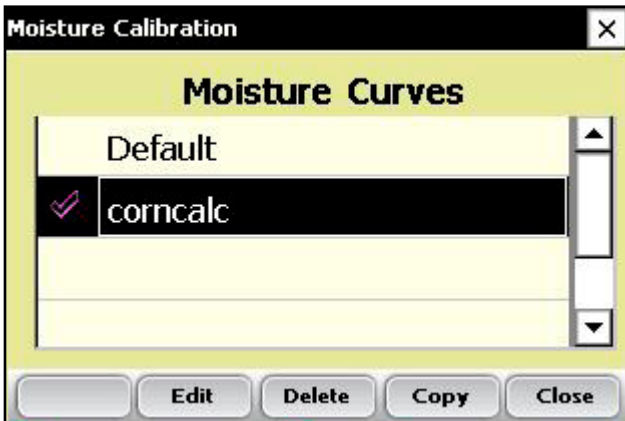 Moisture Calibration
Moisture Curves
Default
corncalc
Edit Delete Copy Close